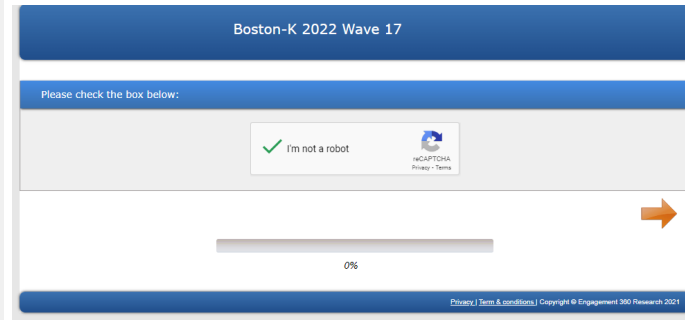 Boston-K 2022 Wave 17
Please check the box below:
I'm not a robot
reCAPTCHA
Privacy - Terms
0%
Privacy | Term & conditions | Copyright © Engagement 360 Research 2021